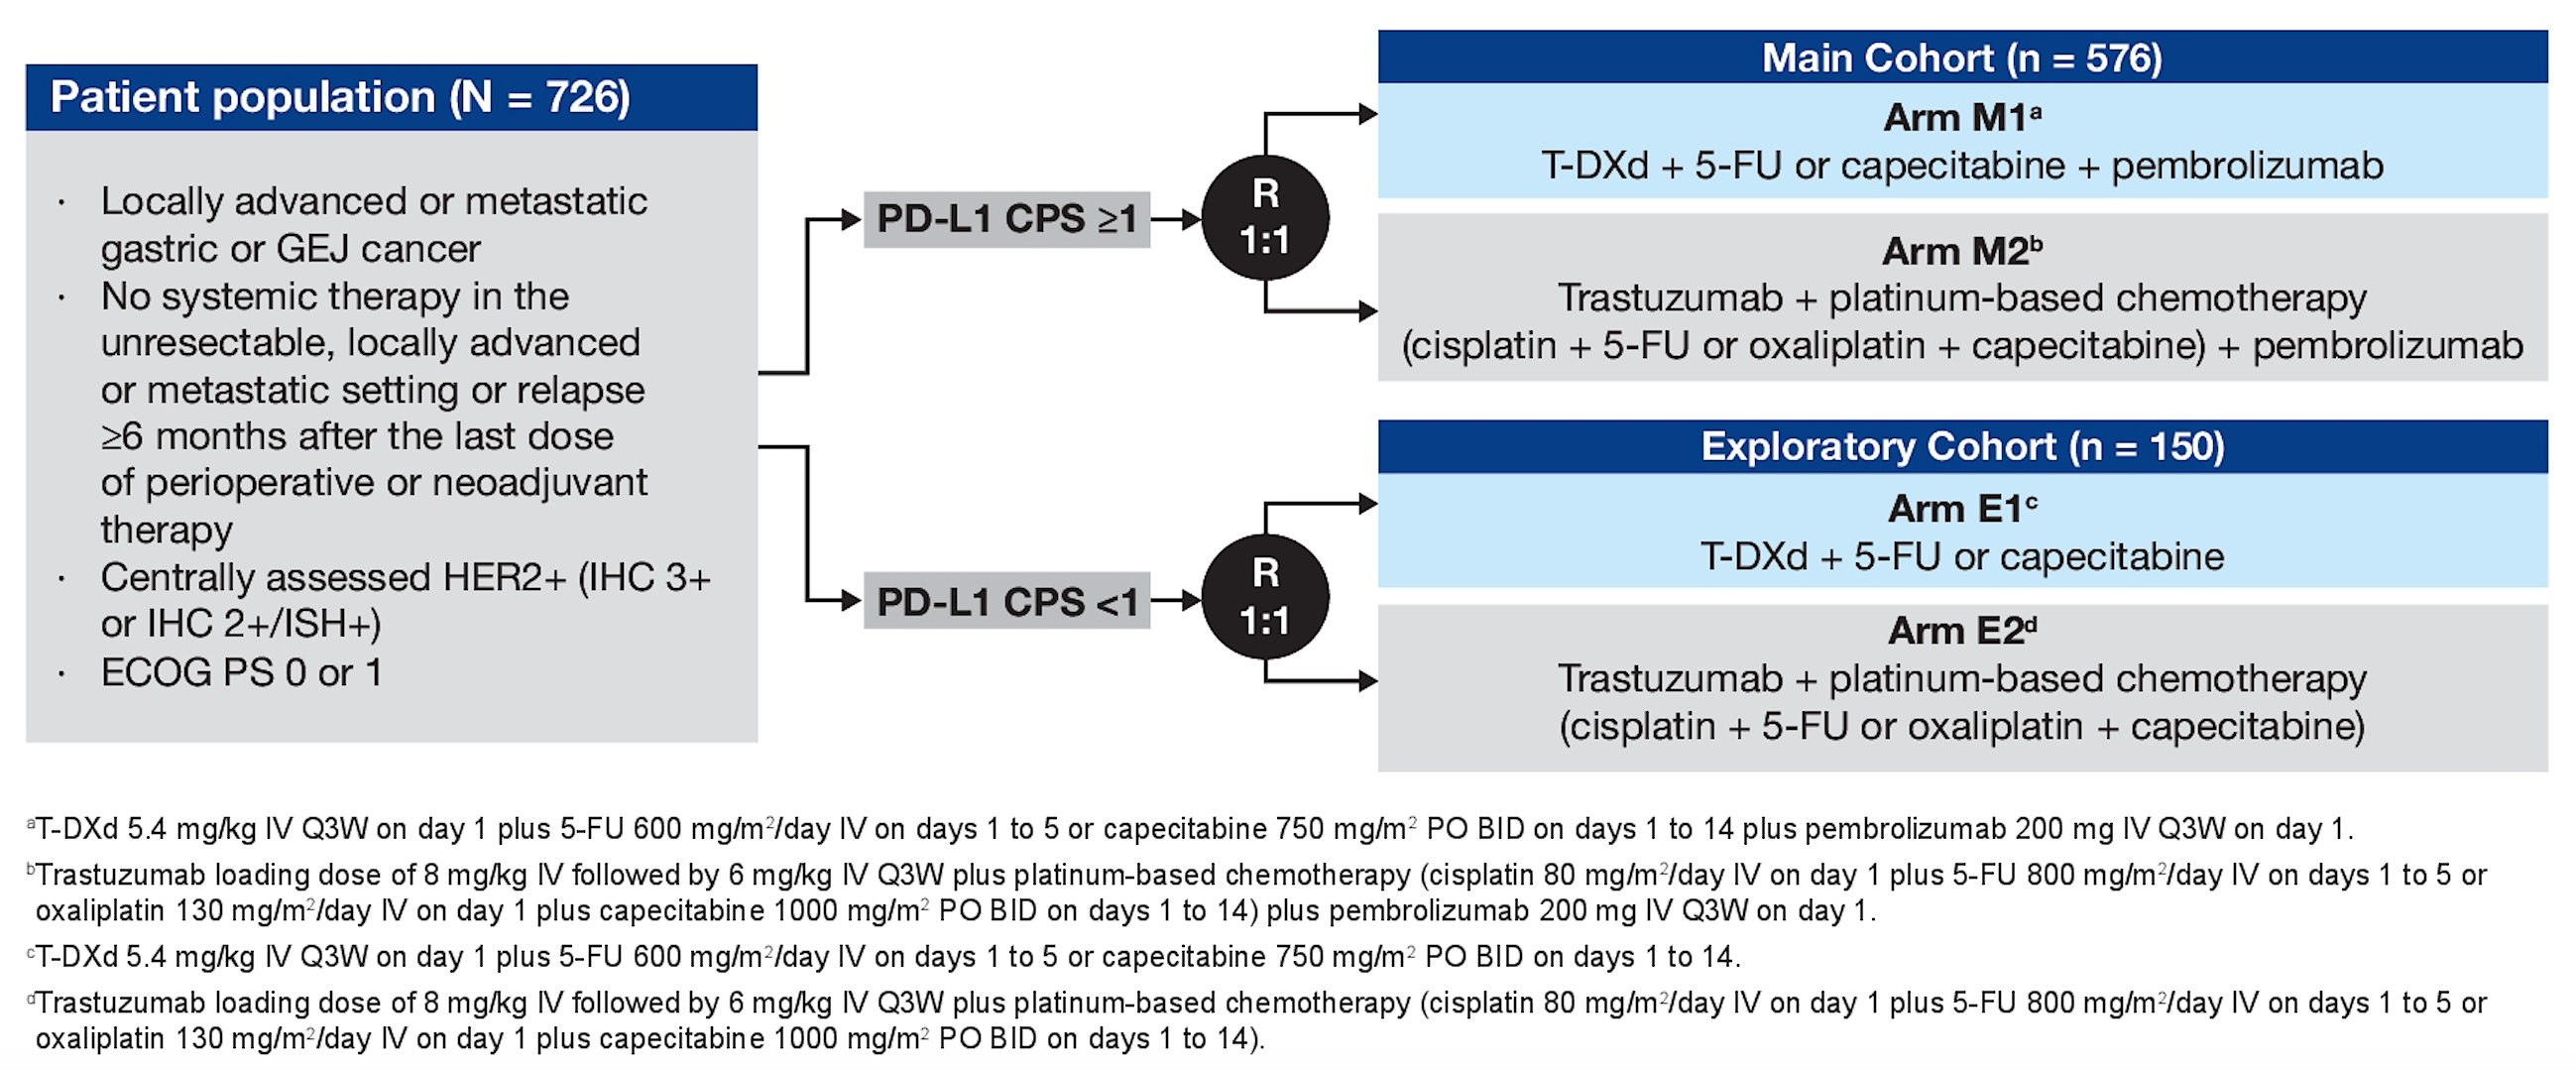 Patient population (N = 726)
· Locally advanced or metastatic
gastric or GEJ cancer
· No systemic therapy in the
unresectable, locally advanced
or metastatic setting or relapse
≥6 months after the last dose
of perioperative or neoadjuvant
therapy
· Centrally assessed HER2+ (IHC 3+
or IHC 2+/ISH+)
· ECOG PS 0 or 1
PD-L1 CPS ≥1
R
1:1
Main Cohort (n = 576)
Arm M1ᵃ
T-DXd + 5-FU or capecitabine + pembrolizumab
Arm M2ᵇ
Trastuzumab + platinum-based chemotherapy
(cisplatin + 5-FU or oxaliplatin + capecitabine) + pembrolizumab
PD-L1 CPS <1
R
1:1
Exploratory Cohort (n = 150)
Arm E1ᶜ
T-DXd + 5-FU or capecitabine
Arm E2ᵈ
Trastuzumab + platinum-based chemotherapy
(cisplatin + 5-FU or oxaliplatin + capecitabine)
ᵃT-DXd 5.4 mg/kg IV Q3W on day 1 plus 5-FU 600 mg/m²/day IV on days 1 to 5 or capecitabine 750 mg/m² PO BID on days 1 to 14 plus pembrolizumab 200 mg IV Q3W on day 1.
ᵇTrastuzumab loading dose of 8 mg/kg IV followed by 6 mg/kg IV Q3W plus platinum-based chemotherapy (cisplatin 80 mg/m²/day IV on day 1 plus 5-FU 800 mg/m²/day IV on days 1 to 5 or
oxaliplatin 130 mg/m²/day IV on day 1 plus capecitabine 1000 mg/m² PO BID on days 1 to 14) plus pembrolizumab 200 mg IV Q3W on day 1.
ᶜT-DXd 5.4 mg/kg IV Q3W on day 1 plus 5-FU 600 mg/m²/day IV on days 1 to 5 or capecitabine 750 mg/m² PO BID on days 1 to 14.
ᵈTrastuzumab loading dose of 8 mg/kg IV followed by 6 mg/kg IV Q3W plus platinum-based chemotherapy (cisplatin 80 mg/m²/day IV on day 1 plus 5-FU 800 mg/m²/day IV on days 1 to 5 or
oxaliplatin 130 mg/m²/day IV on day 1 plus capecitabine 1000 mg/m² PO BID on days 1 to 14).